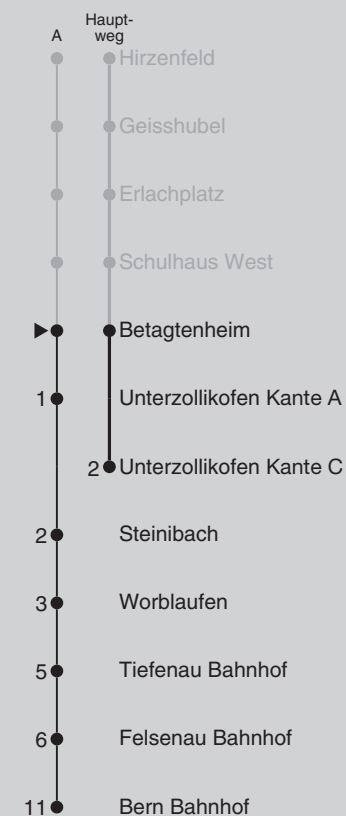 A
Haupt-
weg
Hirzenfeld
Geisshubel
Erlachplatz
Schulhaus West
Betagtenheim
1 Unterzollikofen Kante A
2 Unterzollikofen Kante C
2 Steinibach
3 Worblaufen
5 Tiefenau Bahnhof
6 Felsenau Bahnhof
11 Bern Bahnhof